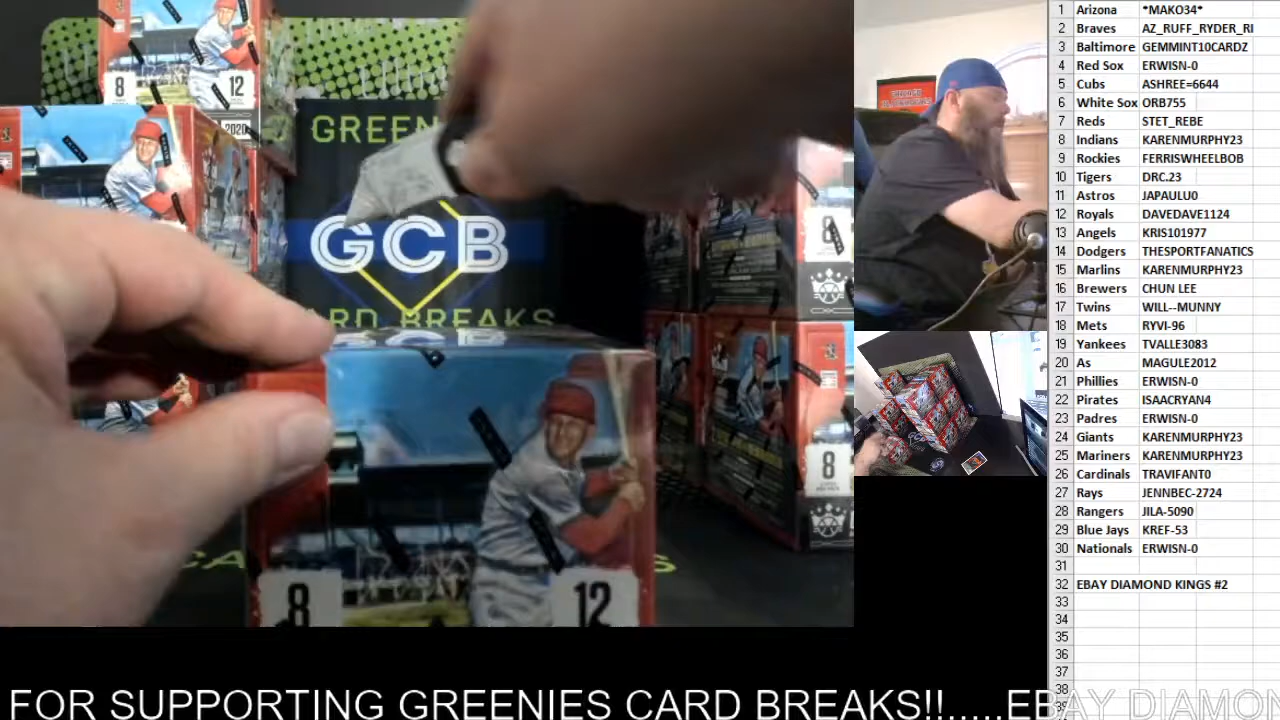 8
12
2020
GREEN
GCB
CARD BREAKS
8
8
8
12
1 Arizona *MAKO34*
2 Braves AZ_RUFF_RYDER_RI
3 Baltimore GEMMINT10CARDZ
4 Red Sox ERWISN-0
5 Cubs ASHREE=6644
6 White Sox ORB755
7 Reds STET_REBE
8 Indians KARENMURPHY23
9 Rockies FERRISWHEELBOB
10 Tigers DRC.23
11 Astros JAPAULU0
12 Royals DAVEDAVE1124
13 Angels KRIS101977
14 Dodgers THESPORTFANATICS
15 Marlins KARENMURPHY23
16 Brewers CHUN LEE
17 Twins WILL--MUNNY
18 Mets RYVI-96
19 Yankees TVALLE3083
20 As MAGULE2012
21 Phillies ERWISN-0
22 Pirates ISAACRYAN4
23 Padres ERWISN-0
24 Giants KARENMURPHY23
25 Mariners KARENMURPHY23
26 Cardinals TRAVIFANT0
27 Rays JENNBEC-2724
28 Rangers JILA-5090
29 Blue Jays KREF-53
30 Nationals ERWISN-0
31
32 EBAY DIAMOND KINGS #2
33
34
35
36
37
38
39
FOR SUPPORTING GREENIES CARD BREAKS!!.....EBAY DIAMON